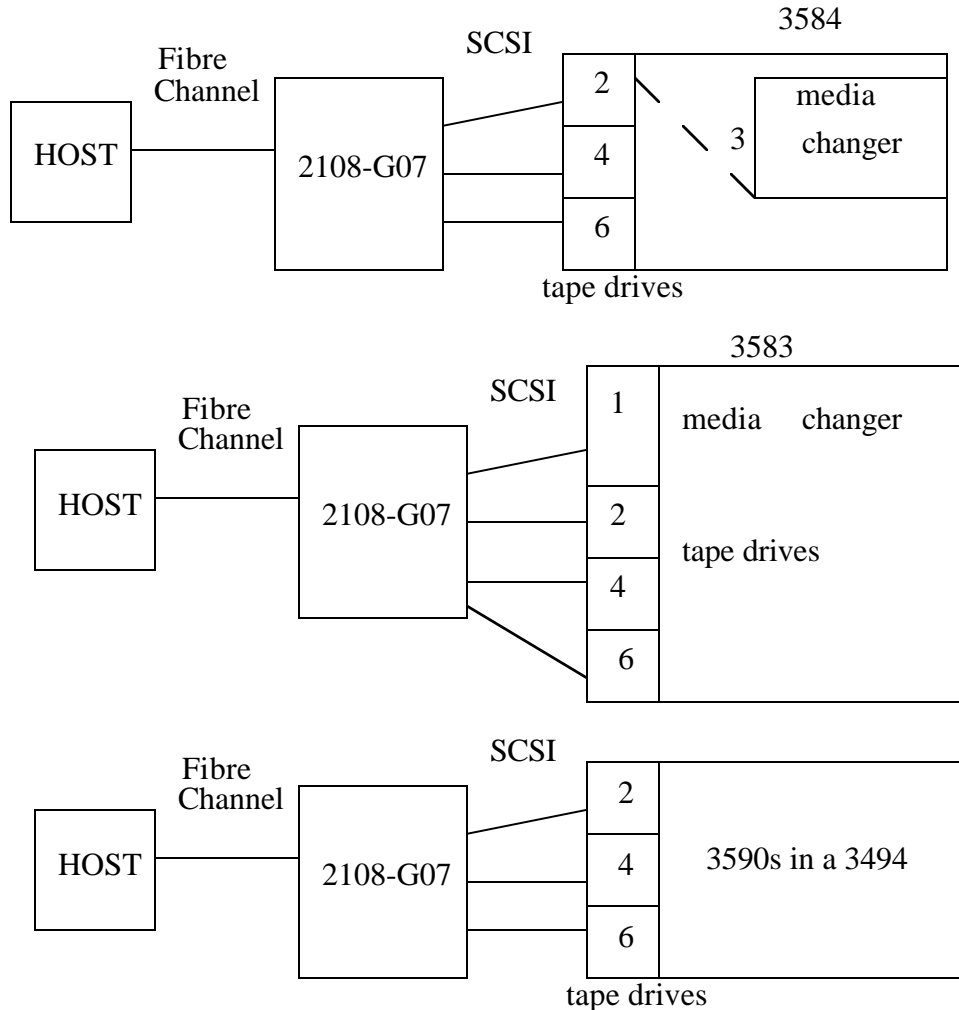 3584
SCSI
Fibre
Channel
2
media
HOST
2108-G07
4
3
changer
6
tape drives
3583
SCSI
Fibre
Channel
1
media changer
HOST
2108-G07
2
tape drives
4
6
SCSI
Fibre
Channel
2
HOST
2108-G07
4
3590s in a 3494
6
tape drives